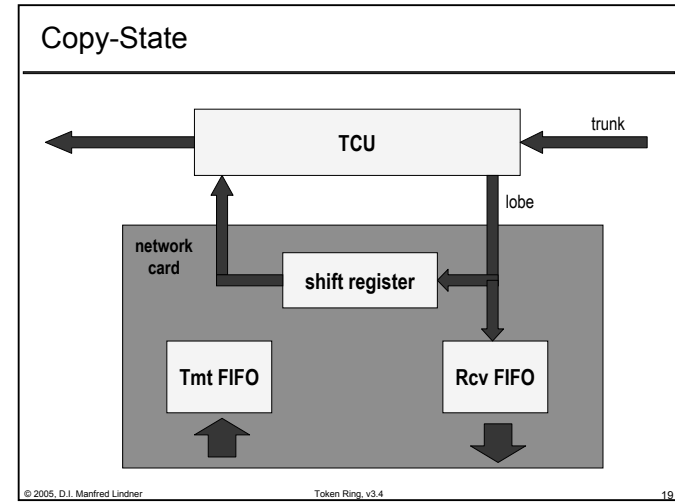 Copy-State
trunk
TCU
lobe
network
card
shift register
Tmt FIFO
Rcv FIFO
© 2005, D.I. Manfred Lindner
Token Ring, v3.4
19